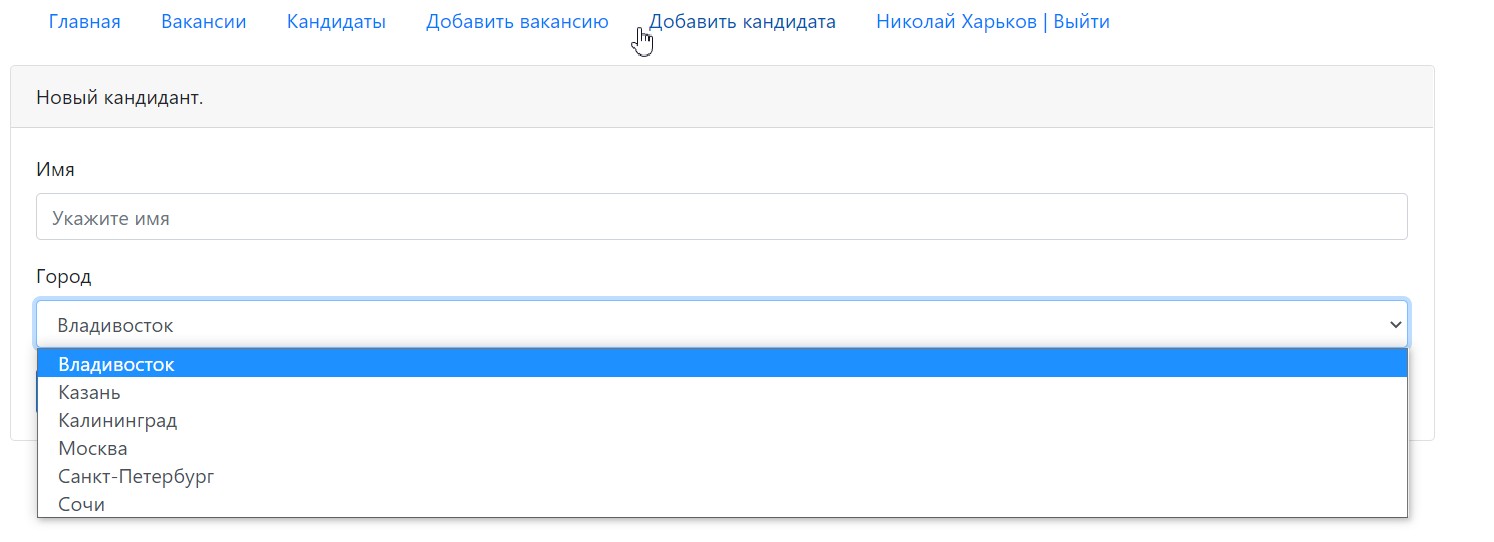 Главная Вакансии Кандидаты Добавить вакансию Добавить кандидата Николай Харьков | Выйти
Новый кандидант.
Имя
Укажите имя
Город
Владивосток
Владивосток
Казань
Калининград
Москва
Санкт-Петербург
Сочи